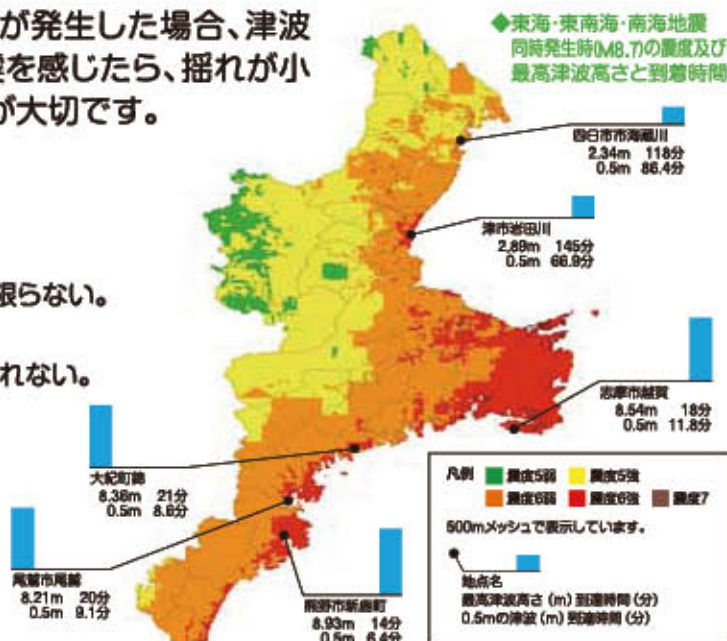 が発生した場合、津波
を感じたら、揺れが小
が大切です。
限らない。
れない。
◆東海・東南海・南海地震
同時発生時(M8.7)の震度及び
最高津波高さと到着時間
四日市市海蔵川
2.34m 118分
0.5m 86.4分
津市岩田川
2.89m 145分
0.5m 66.9分
志摩市越賀
8.54m 18分
0.5m 11.8分
大紀町錦
8.36m 21分
0.5m 8.6分
尾鷲市尾鷲
8.21m 20分
0.5m 9.1分
熊野市新鹿町
8.93m 14分
0.5m 6.4分
凡例 震度5弱 震度5強
震度6弱 震度6強 震度7
500mメッシュで表示しています。
地点名
最高津波高さ(m)到達時間(分)
0.5mの津波(m)到達時間(分)